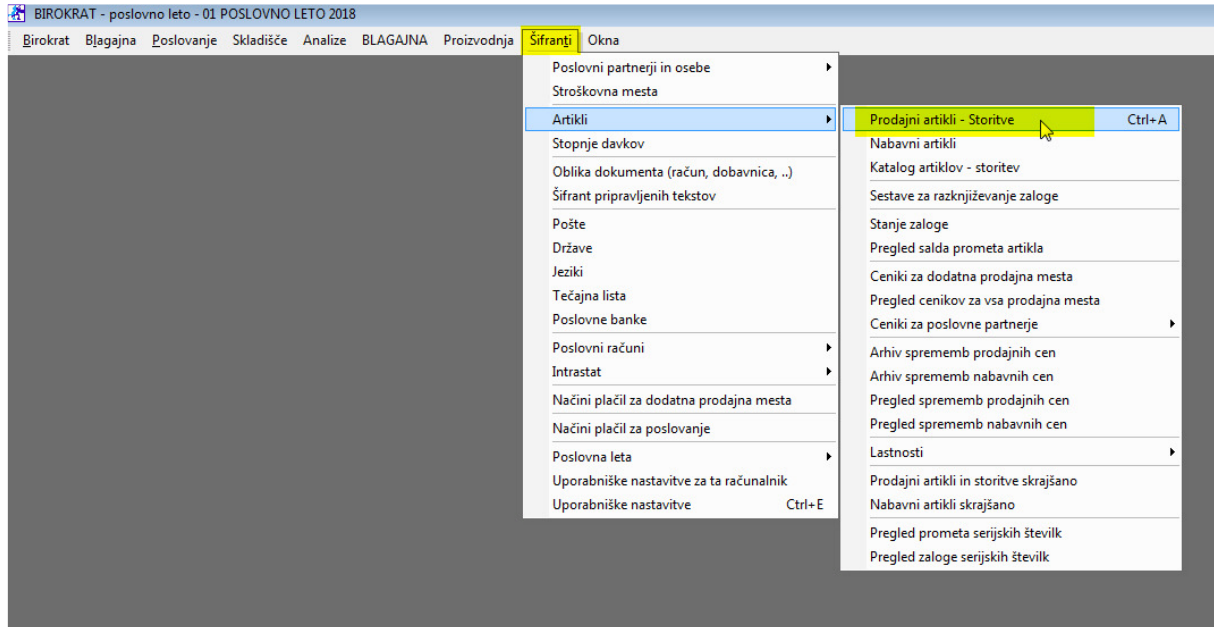 BIROKRAT - poslovno leto - 01 POSLOVNO LETO 2018
Birokrat Blagajna Poslovanje Skladišče Analize BLAGAJNA Proizvodnja Šifranti Okna
Poslovni partnerji in osebe
Stroškovna mesta
Artikli
Stopnje davkov
Oblika dokumenta (račun, dobavnica, ..)
Šifrant pripravljenih tekstov
Pošte
Države
Jeziki
Tečajna lista
Poslovne banke
Poslovni računi
Intrastat
Načini plačil za dodatna prodajna mesta
Načini plačil za poslovanje
Poslovna leta
Uporabniške nastavitve za ta računalnik
Uporabniške nastavitve Ctrl+E
Prodajni artikli - Storitve Ctrl+A
Nabavni artikli
Katalog artiklov - storitev
Sestave za razknjiževanje zaloge
Stanje zaloge
Pregled salda prometa artikla
Ceniki za dodatna prodajna mesta
Pregled cenikov za vsa prodajna mesta
Ceniki za poslovne partnerje
Arhiv sprememb prodajnih cen
Arhiv sprememb nabavnih cen
Pregled sprememb prodajnih cen
Pregled sprememb nabavnih cen
Lastnosti
Prodajni artikli in storitve skrajšano
Nabavni artikli skrajšano
Pregled prometa serijskih številk
Pregled zaloge serijskih številk